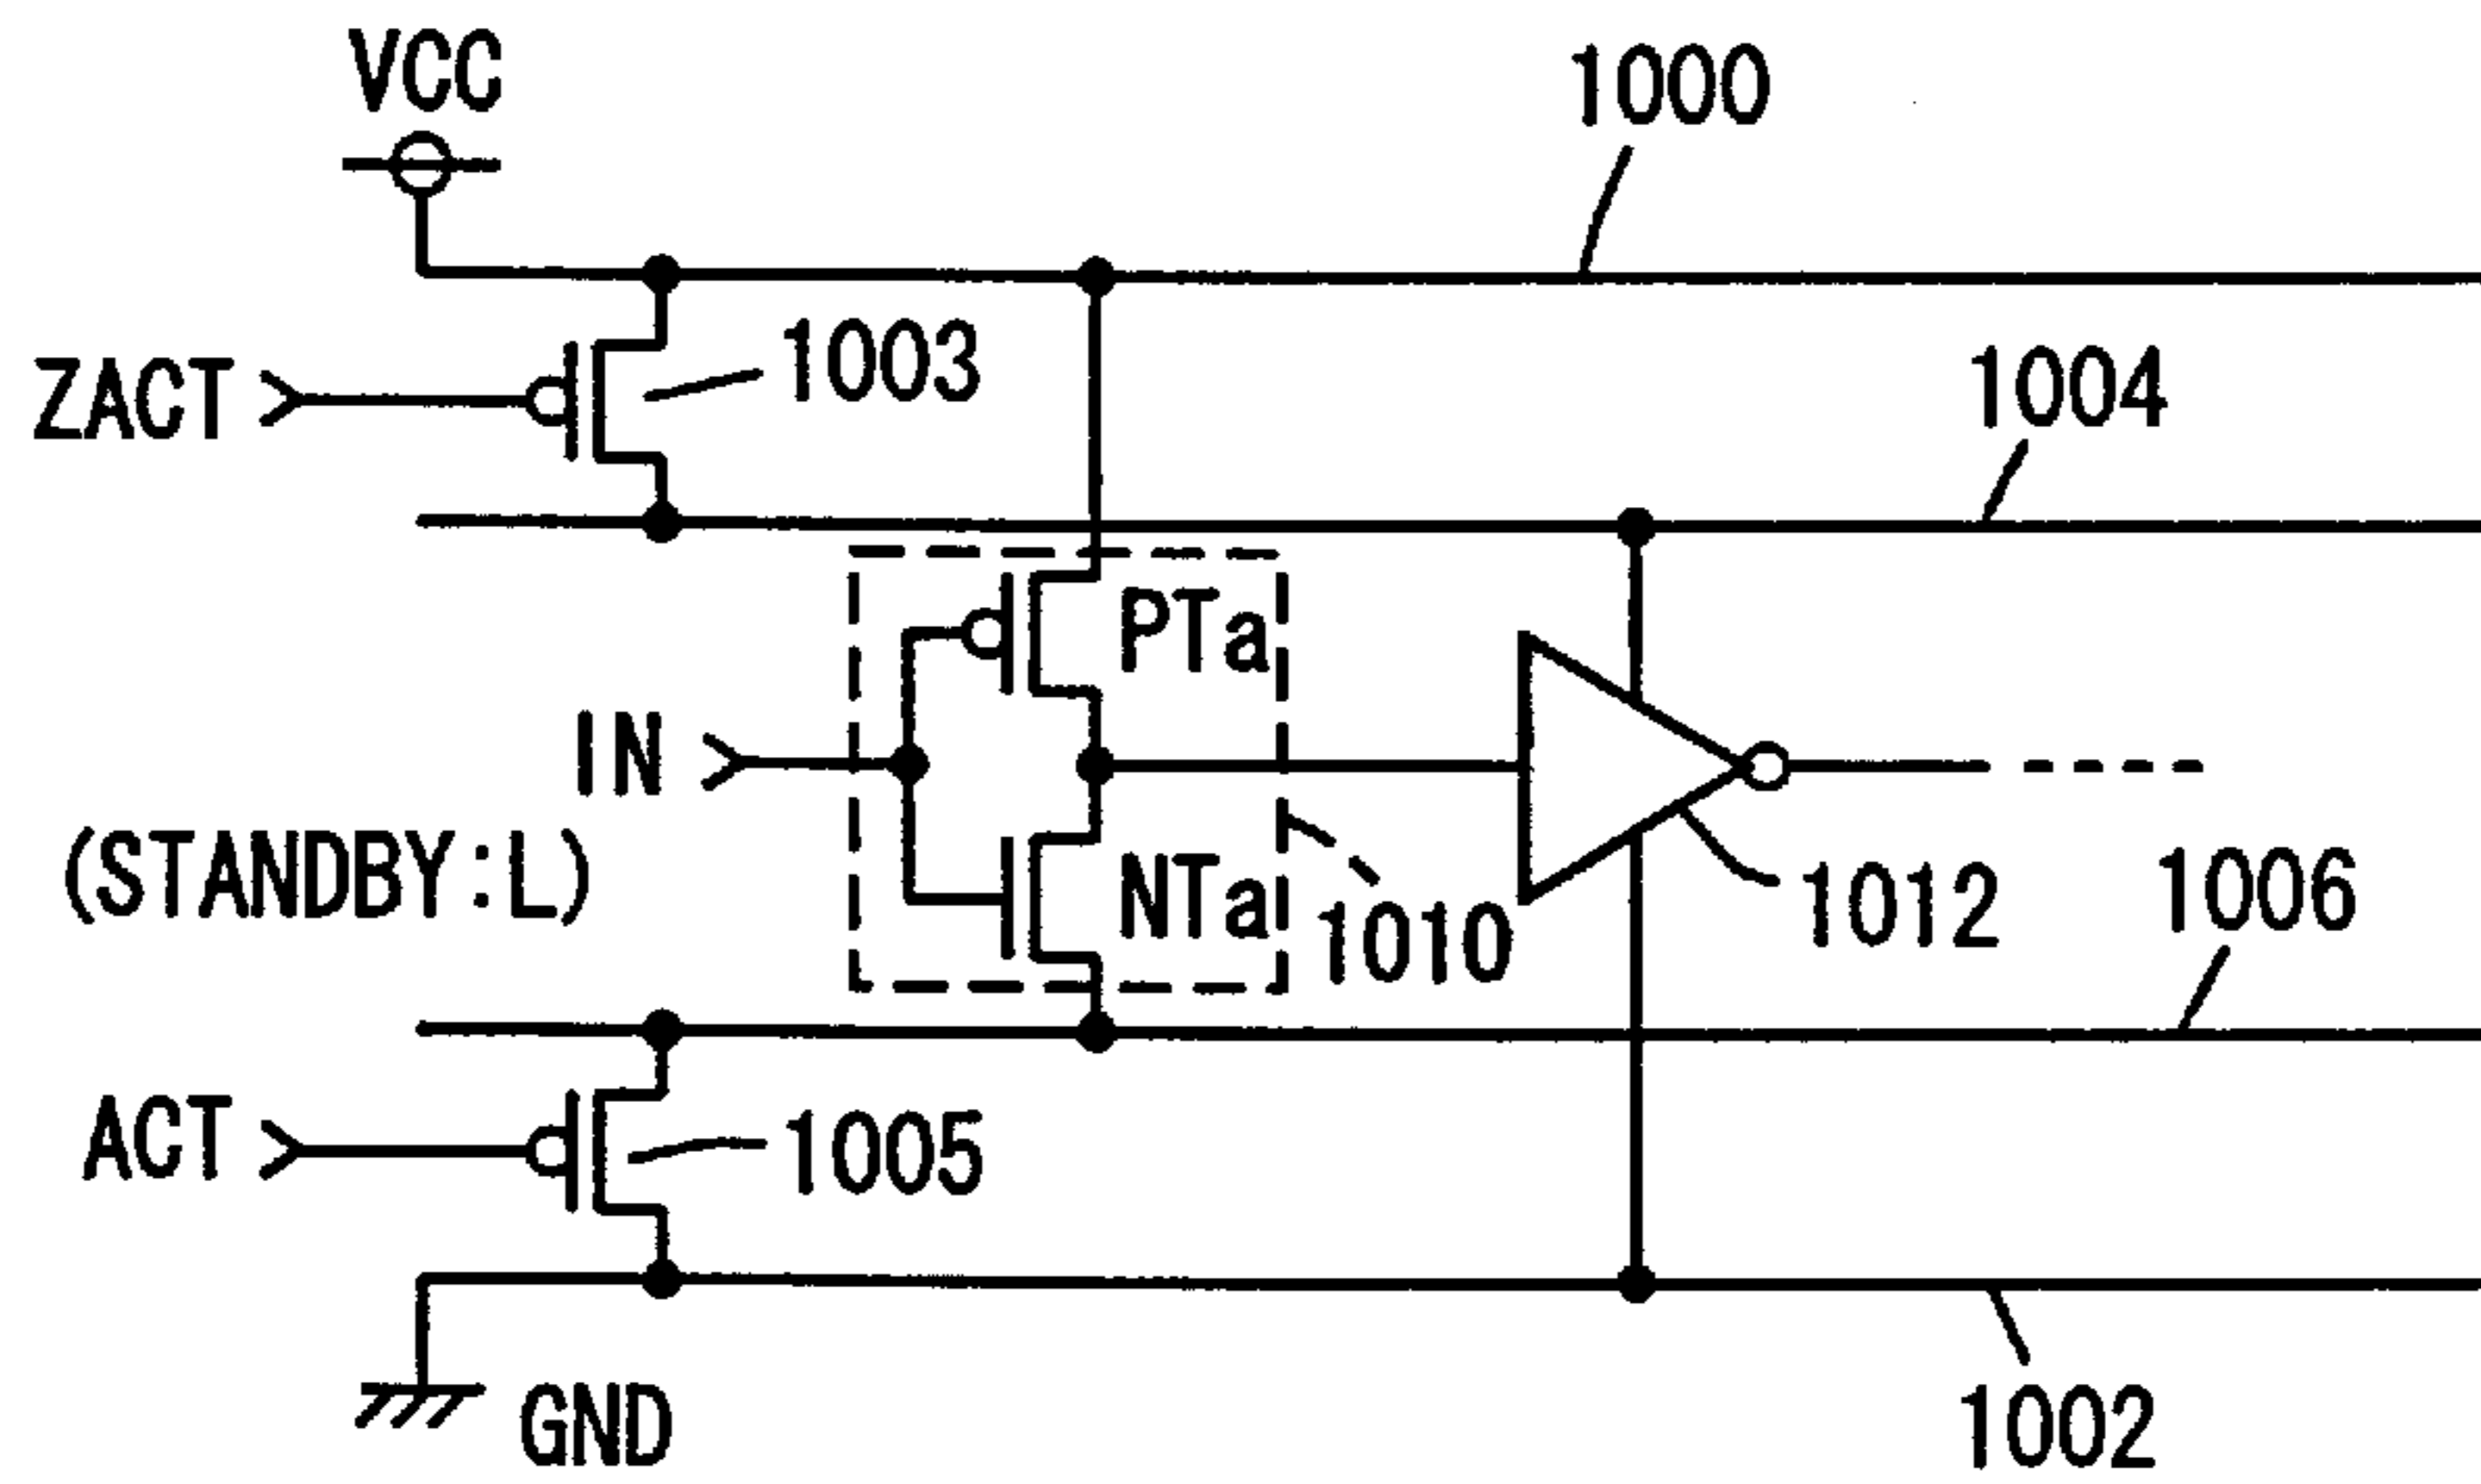 VCC
1000
ZACT
1003
1004
PTa
IN
(STANDBY:L)
NTa
1010
1012
1006
ACT
1005
GND
1002